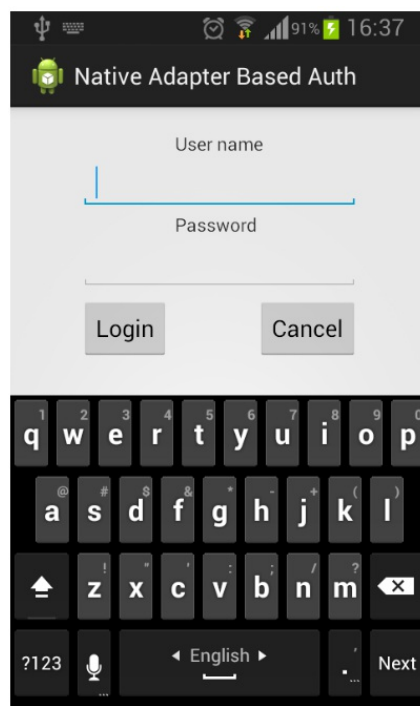 91% 16:37
Native Adapter Based Auth
User name
Password
Login Cancel
1 2 3 4 5 6 7 8 9 0
q w e r t y u i o p
@ # $ & * - + ( )
a s d f g h j k l
! " ' : ; / ?
z x c v b n m
?123 ... ◂ English ▸ . ' ... Next